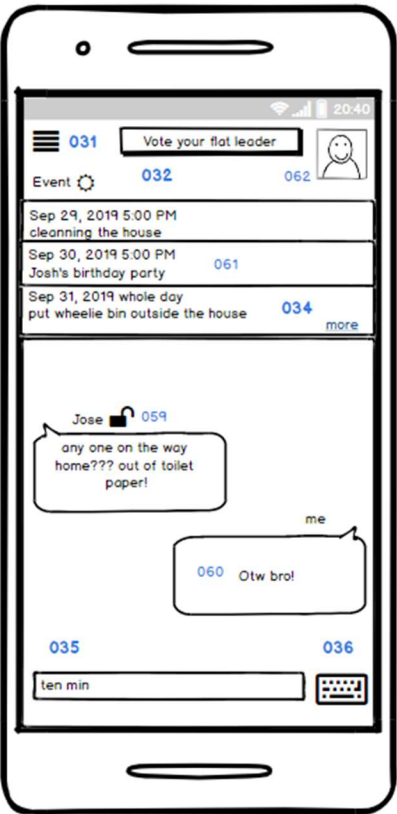 20:40
031
Vote your flat leader
Event
032
062
Sep 29, 2019 5:00 PM
cleanning the house
Sep 30, 2019 5:00 PM
Josh's birthday party
061
Sep 31, 2019 whole day
put wheelie bin outside the house
034
more
Jose
059
any one on the way
home??? out of toilet
paper!
me
060
Otw bro!
035
036
ten min